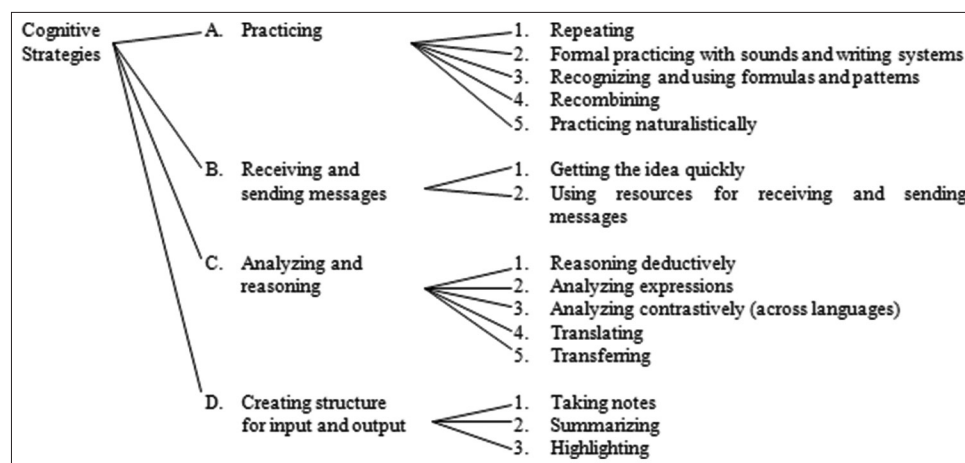 Cognitive Strategies
A. Practicing
1. Repeating
2. Formal practicing with sounds and writing systems
3. Recognizing and using formulas and patterns
4. Recombining
5. Practicing naturalistically
B. Receiving and sending messages
1. Getting the idea quickly
2. Using resources for receiving and sending messages
C. Analyzing and reasoning
1. Reasoning deductively
2. Analyzing expressions
3. Analyzing contrastively (across languages)
4. Translating
5. Transferring
D. Creating structure for input and output
1. Taking notes
2. Summarizing
3. Highlighting